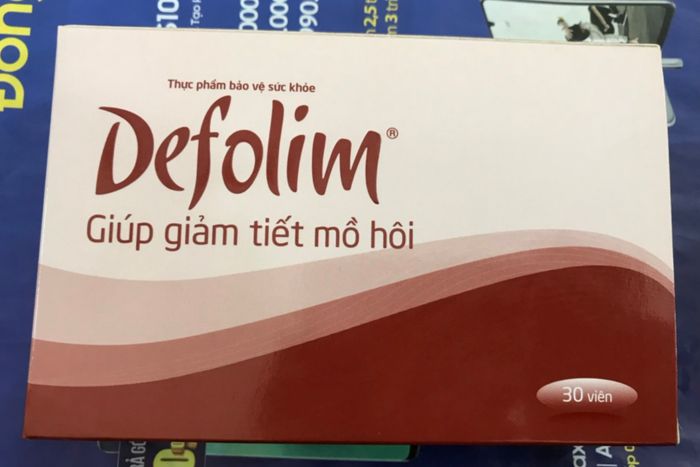 Thực phẩm bảo vệ sức khỏe
Defolim®
Giúp giảm tiết mồ hôi
30 viên